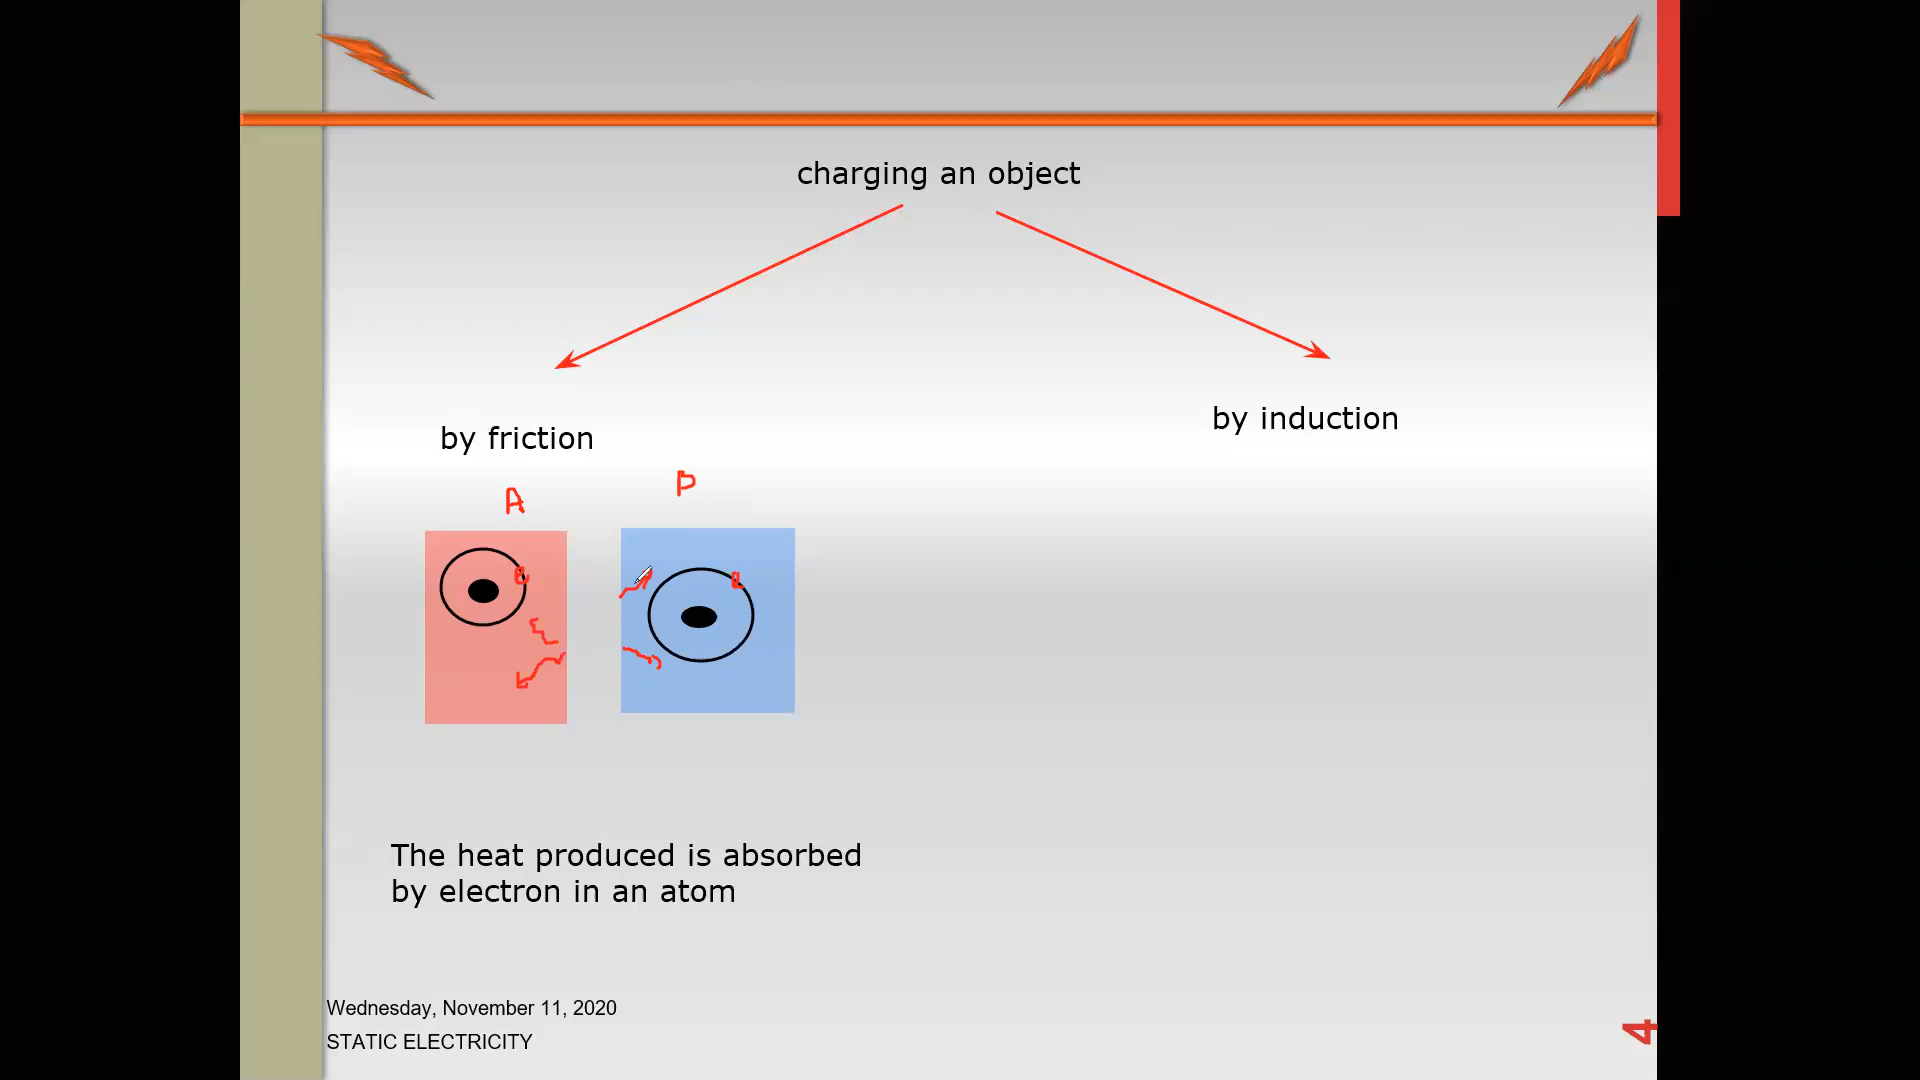 charging an object
by friction
by induction
A
P
e
e
The heat produced is absorbed
by electron in an atom
Wednesday, November 11, 2020
STATIC ELECTRICITY
4